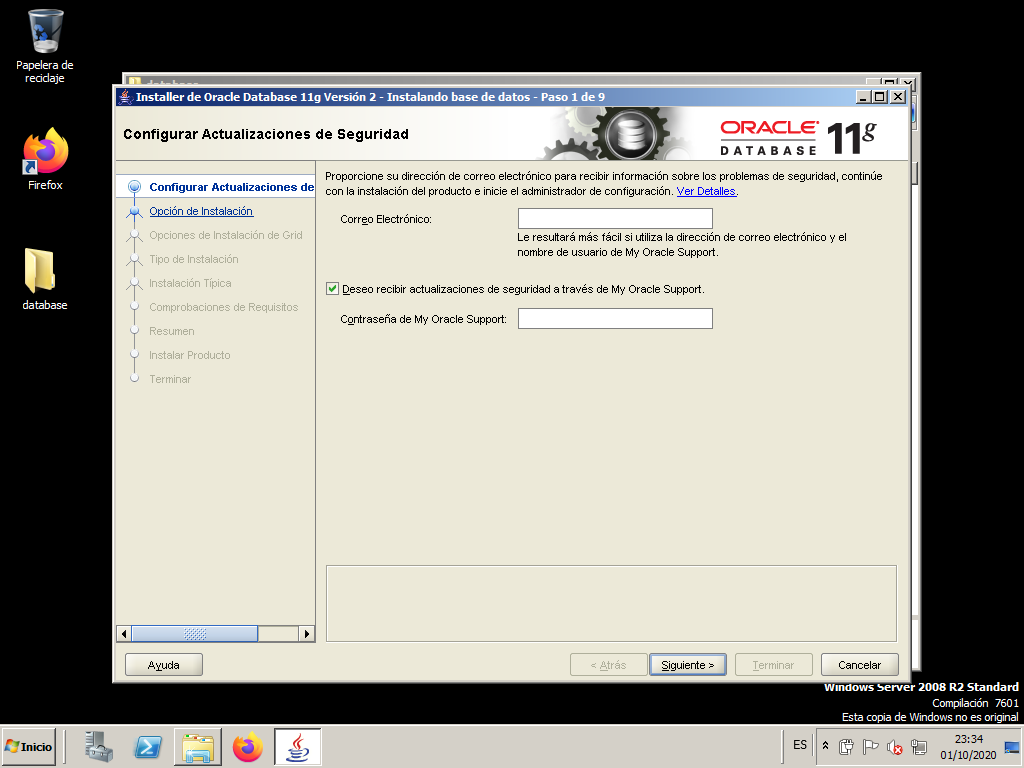 Papelera de
reciclaje
Firefox
database
database
Installer de Oracle Database 11g Versión 2 - Instalando base de datos - Paso 1 de 9
Configurar Actualizaciones de Seguridad
ORACLE
DATABASE
11g
Configurar Actualizaciones de
Opción de Instalación
Opciones de Instalación de Grid
Tipo de Instalación
Instalación Típica
Comprobaciones de Requisitos
Resumen
Instalar Producto
Terminar
Proporcione su dirección de correo electrónico para recibir información sobre los problemas de seguridad, continúe
con la instalación del producto e inicie el administrador de configuración. Ver Detalles.
Correo Electrónico:
Le resultará más fácil si utiliza la dirección de correo electrónico y el
nombre de usuario de My Oracle Support.
Deseo recibir actualizaciones de seguridad a través de My Oracle Support.
Contraseña de My Oracle Support:
Ayuda
< Atrás
Siguiente >
Terminar
Cancelar
Windows Server 2008 R2 Standard
Compilación 7601
Esta copia de Windows no es original
Inicio
ES
23:34
01/10/2020